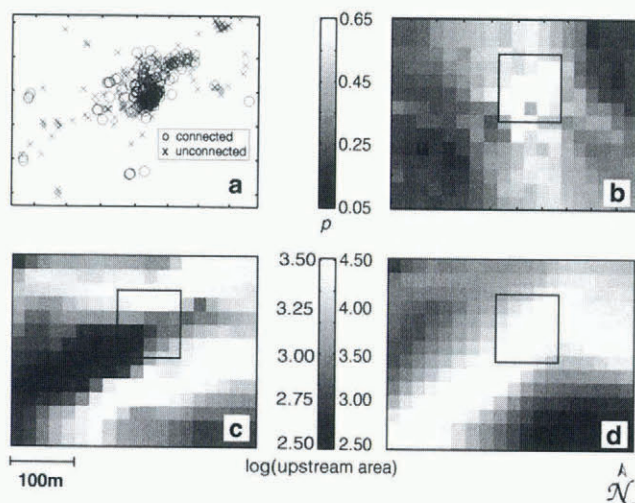 o connected
x unconnected
a
0.65
0.45
0.25
0.05
p
b
c
3.50
3.25
3.00
2.75
2.50
4.50
4.00
3.50
3.00
2.50
log(upstream area)
d
100m
N